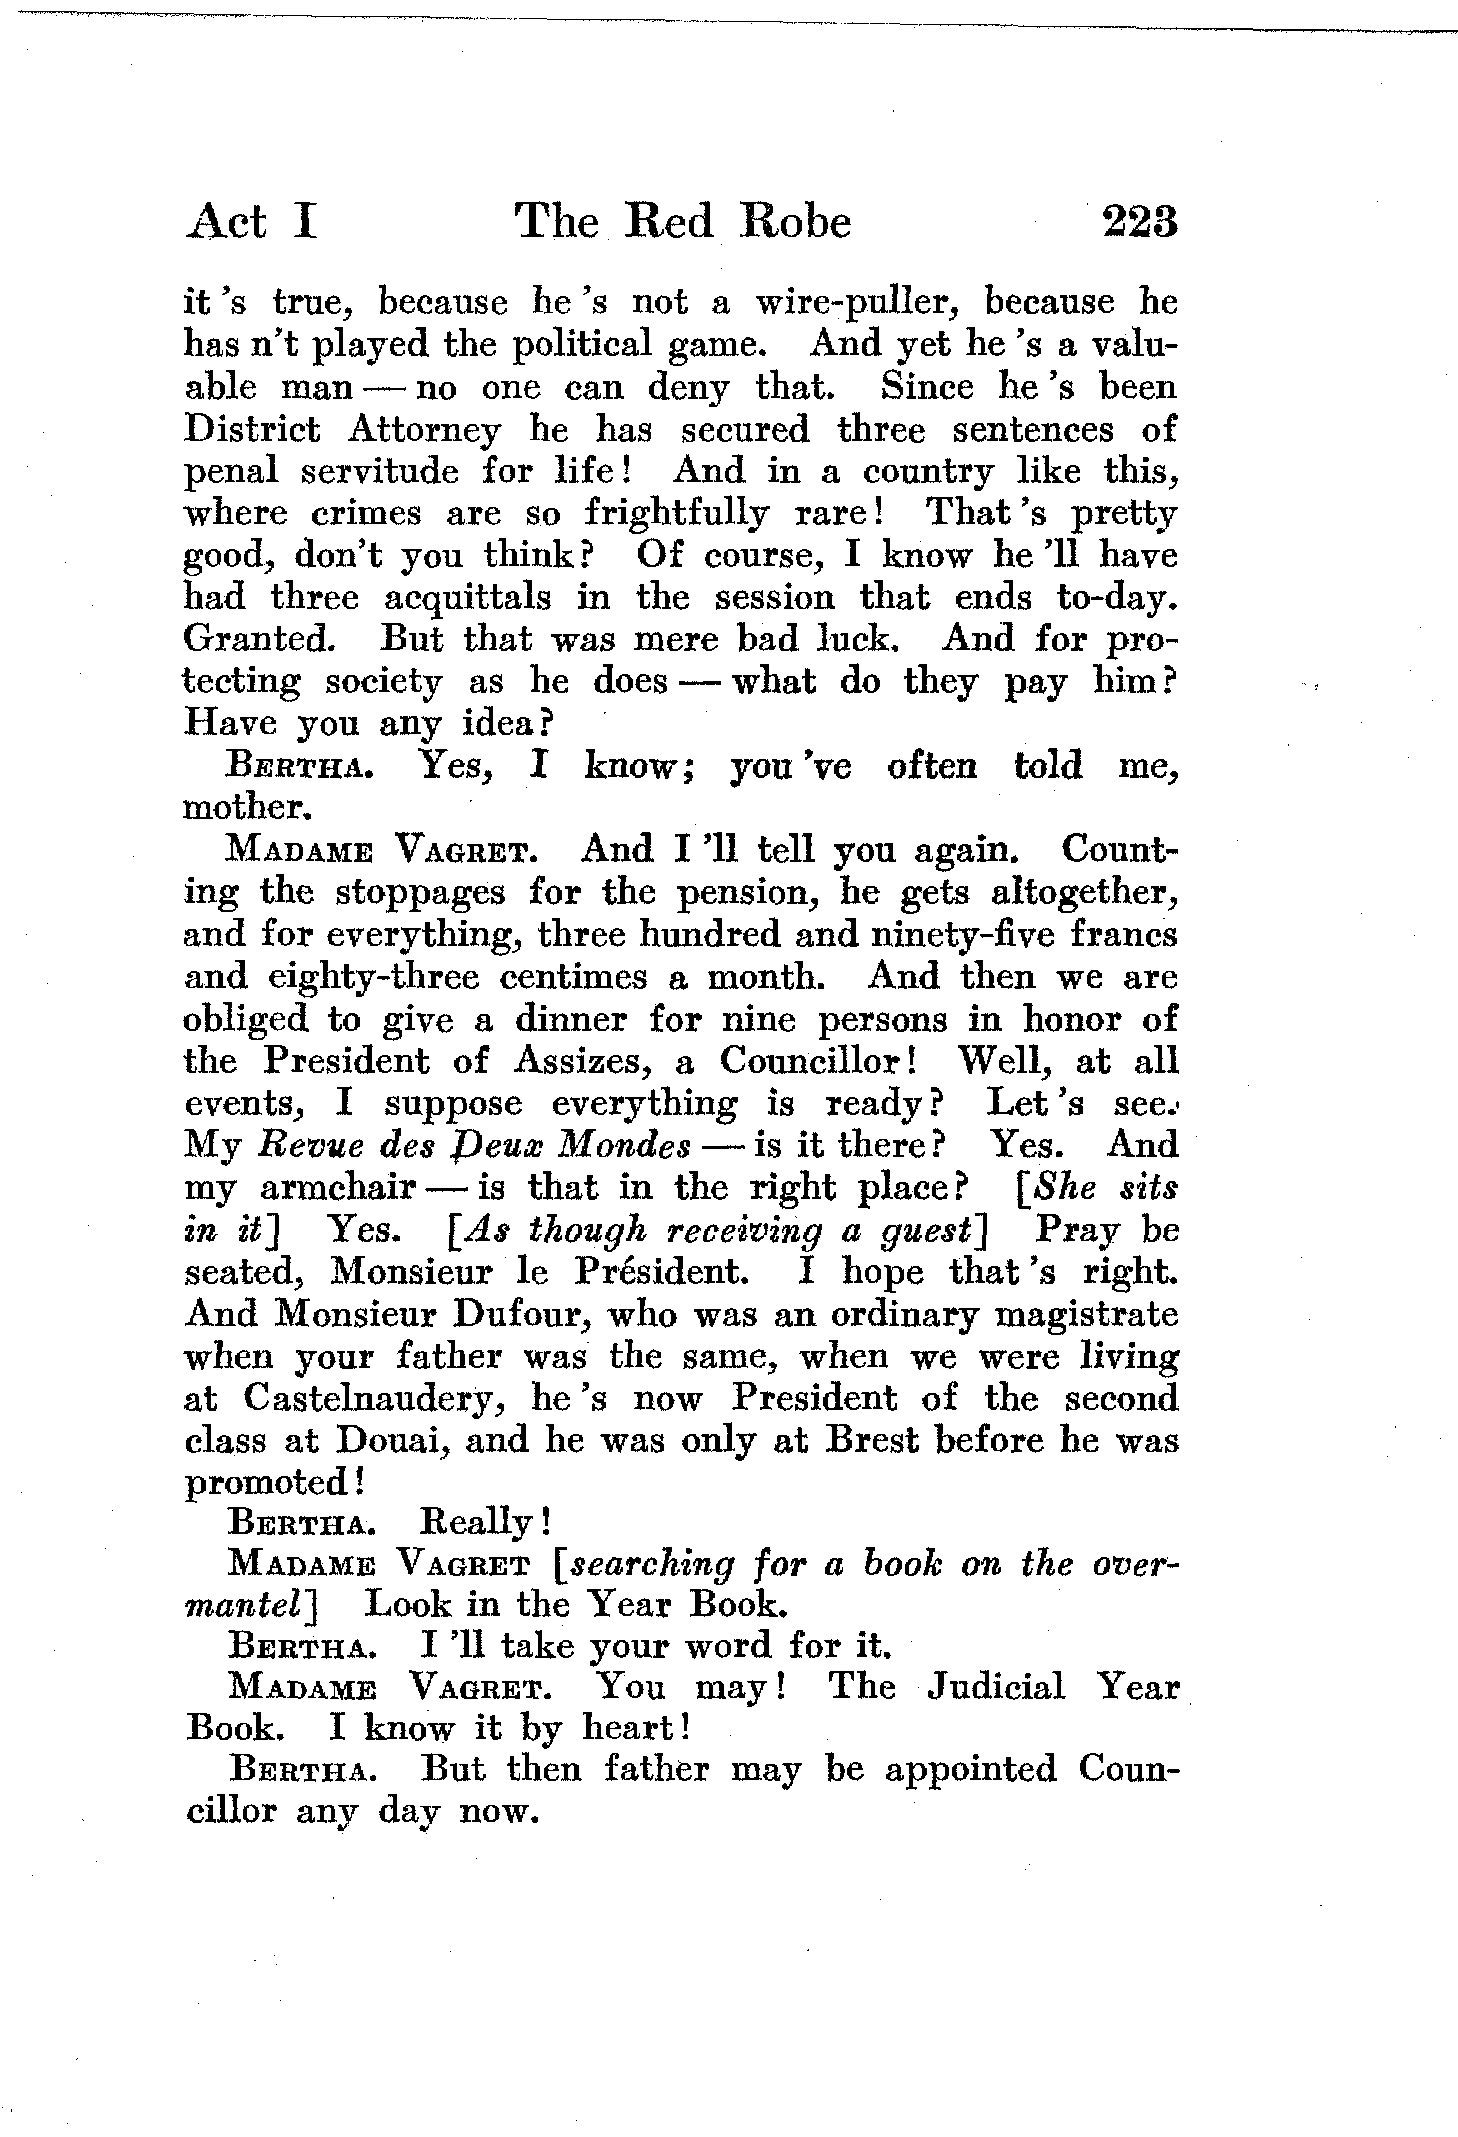 Act I The Red Robe 223
it 's true, because he 's not a wire-puller, because he
has n't played the political game. And yet he 's a valu-
able man — no one can deny that. Since he 's been
District Attorney he has secured three sentences of
penal servitude for life! And in a country like this,
where crimes are so frightfully rare! That 's pretty
good, don't you think? Of course, I know he 'll have
had three acquittals in the session that ends to-day.
Granted. But that was mere bad luck. And for pro-
tecting society as he does — what do they pay him?
Have you any idea?
BERTHA. Yes, I know; you 've often told me,
mother.
MADAME VAGRET. And I 'll tell you again. Count-
ing the stoppages for the pension, he gets altogether,
and for everything, three hundred and ninety-five francs
and eighty-three centimes a month. And then we are
obliged to give a dinner for nine persons in honor of
the President of Assizes, a Councillor! Well, at all
events, I suppose everything is ready? Let 's see.
My Revue des Deux Mondes — is it there? Yes. And
my armchair — is that in the right place? [She sits
in it] Yes. [As though receiving a guest] Pray be
seated, Monsieur le Président. I hope that 's right.
And Monsieur Dufour, who was an ordinary magistrate
when your father was the same, when we were living
at Castelnaudery, he 's now President of the second
class at Douai, and he was only at Brest before he was
promoted!
BERTHA. Really!
MADAME VAGRET [searching for a book on the over-
mantel] Look in the Year Book.
BERTHA. I 'll take your word for it.
MADAME VAGRET. You may! The Judicial Year
Book. I know it by heart!
BERTHA. But then father may be appointed Coun-
cillor any day now.